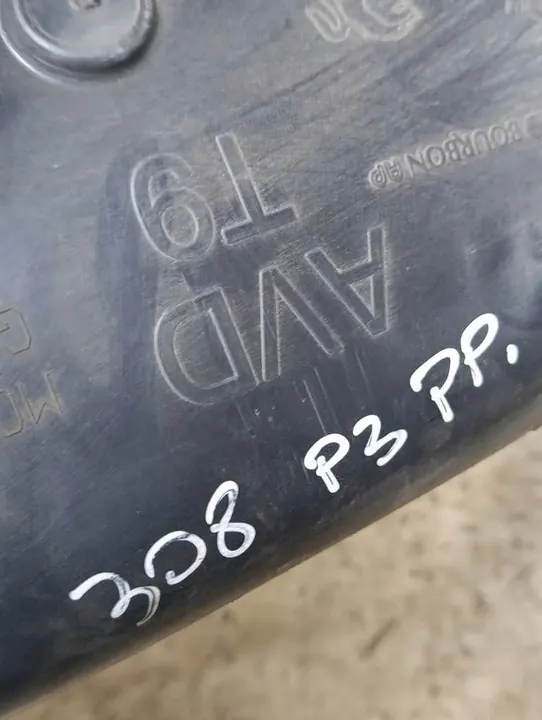 BOURBON AP
AVD
T9
308 P3 PP.